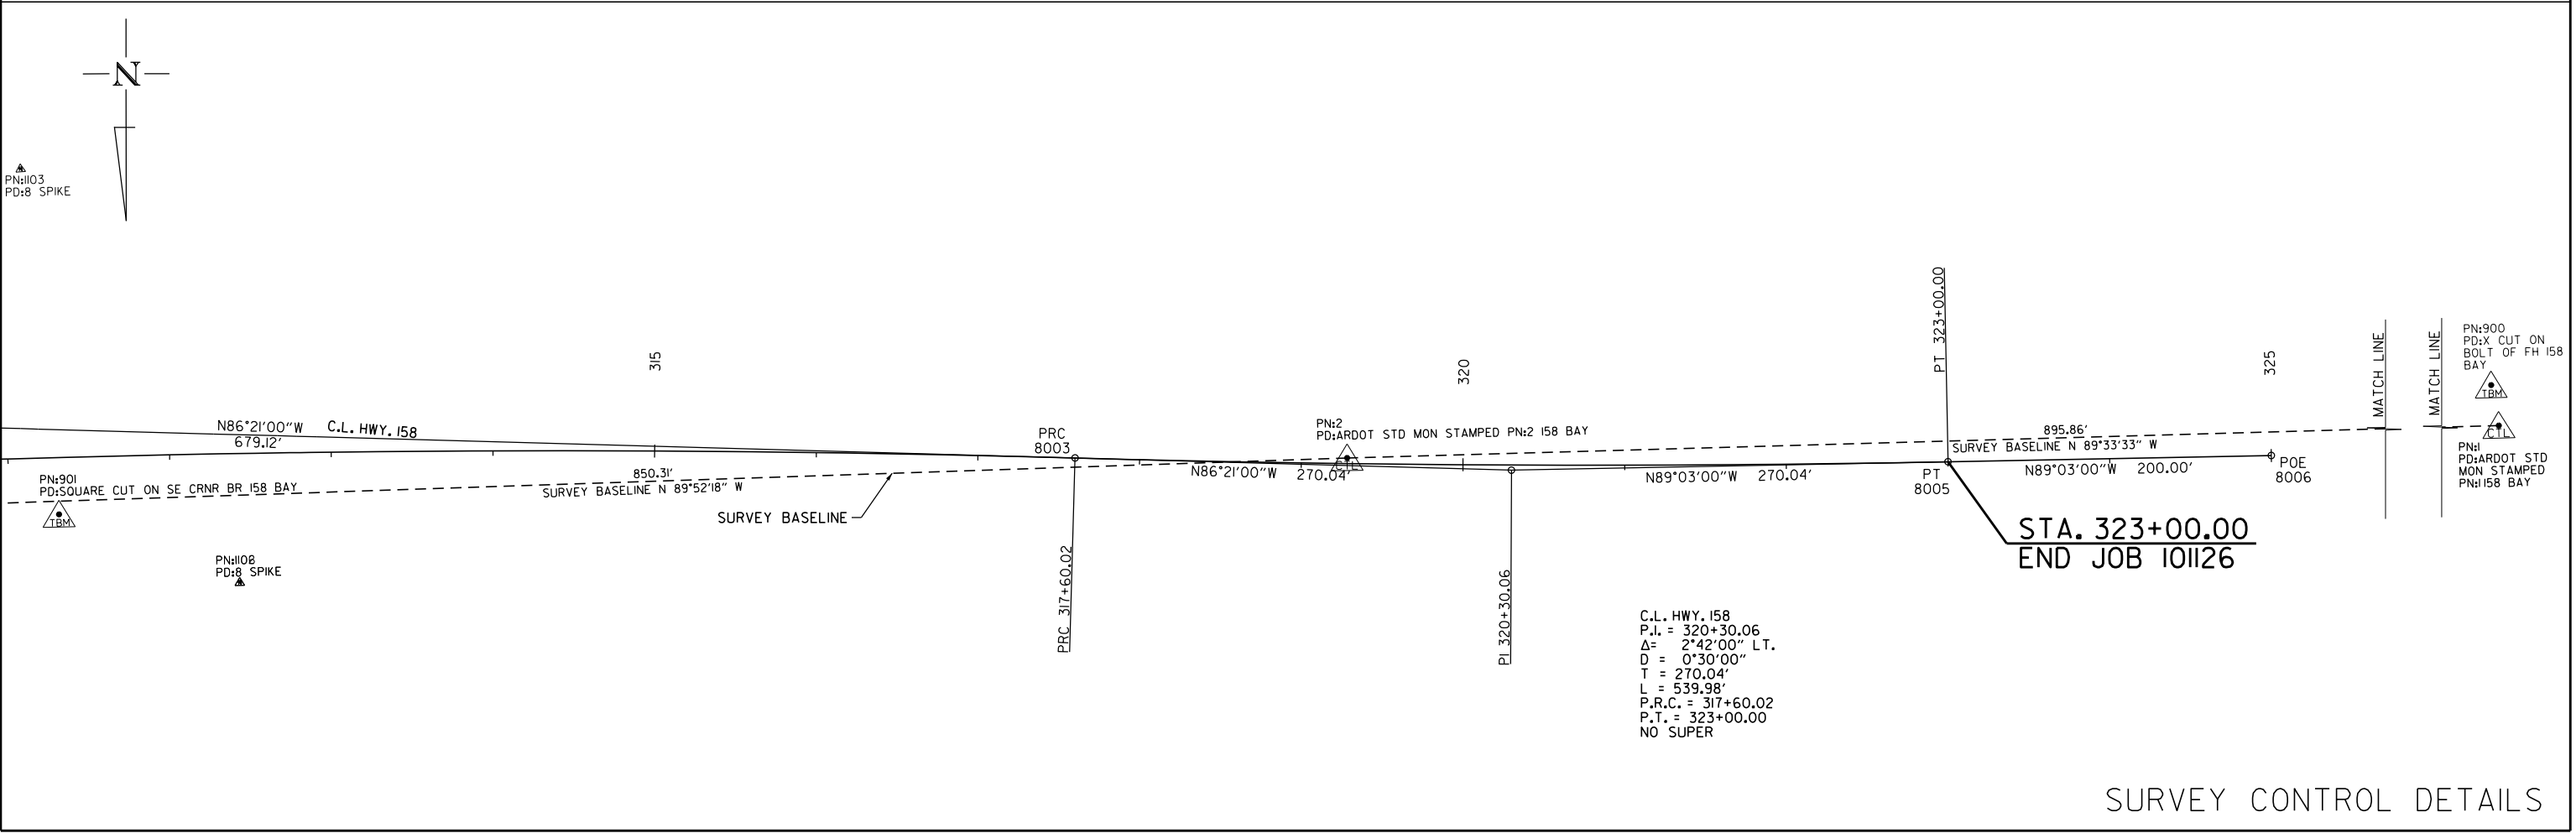 N
PN:1103
PD:8 SPIKE
N86°21'00"W C.L. HWY. 158
679.12'
PN:901
PD:SQUARE CUT ON SE CRNR BR 158 BAY
TBM
PN:1108
PD:8 SPIKE
315
850.31'
SURVEY BASELINE N 89°52'18" W
SURVEY BASELINE
PRC
8003
PRC 317+60.02
N86°21'00"W 270.04'
PN:2
PD:ARDOT STD MON STAMPED PN:2 158 BAY
CTL
320
PI 320+30.06
N89°03'00"W 270.04'
PT 323+00.00
PT
8005
895.86'
SURVEY BASELINE N 89°33'33" W
N89°03'00"W 200.00'
325
POE
8006
STA. 323+00.00
END JOB 101126
MATCH LINE
MATCH LINE
PN:900
PD:X CUT ON
BOLT OF FH 158
BAY
TBM
CTL
PN:1
PD:ARDOT STD
MON STAMPED
PN:1 158 BAY
C.L. HWY. 158
P.I. = 320+30.06
Δ= 2°42'00" LT.
D = 0°30'00"
T = 270.04'
L = 539.98'
P.R.C. = 317+60.02
P.T. = 323+00.00
NO SUPER
SURVEY CONTROL DETAILS